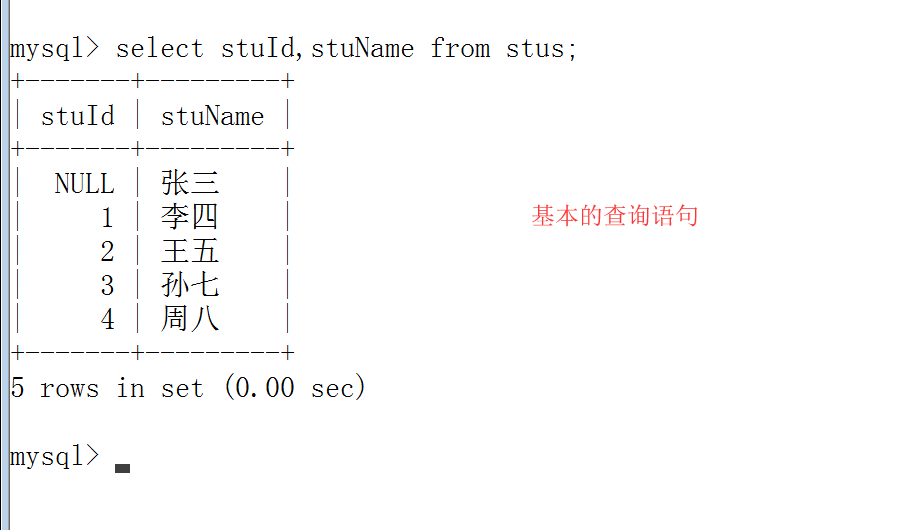 mysql> select stuId,stuName from stus;
+-------+---------+
| stuId | stuName |
+-------+---------+
|  NULL | 张三    |
|     1 | 李四    |
|     2 | 王五    |
|     3 | 孙七    |
|     4 | 周八    |
+-------+---------+
5 rows in set (0.00 sec)
mysql>
基本的查询语句